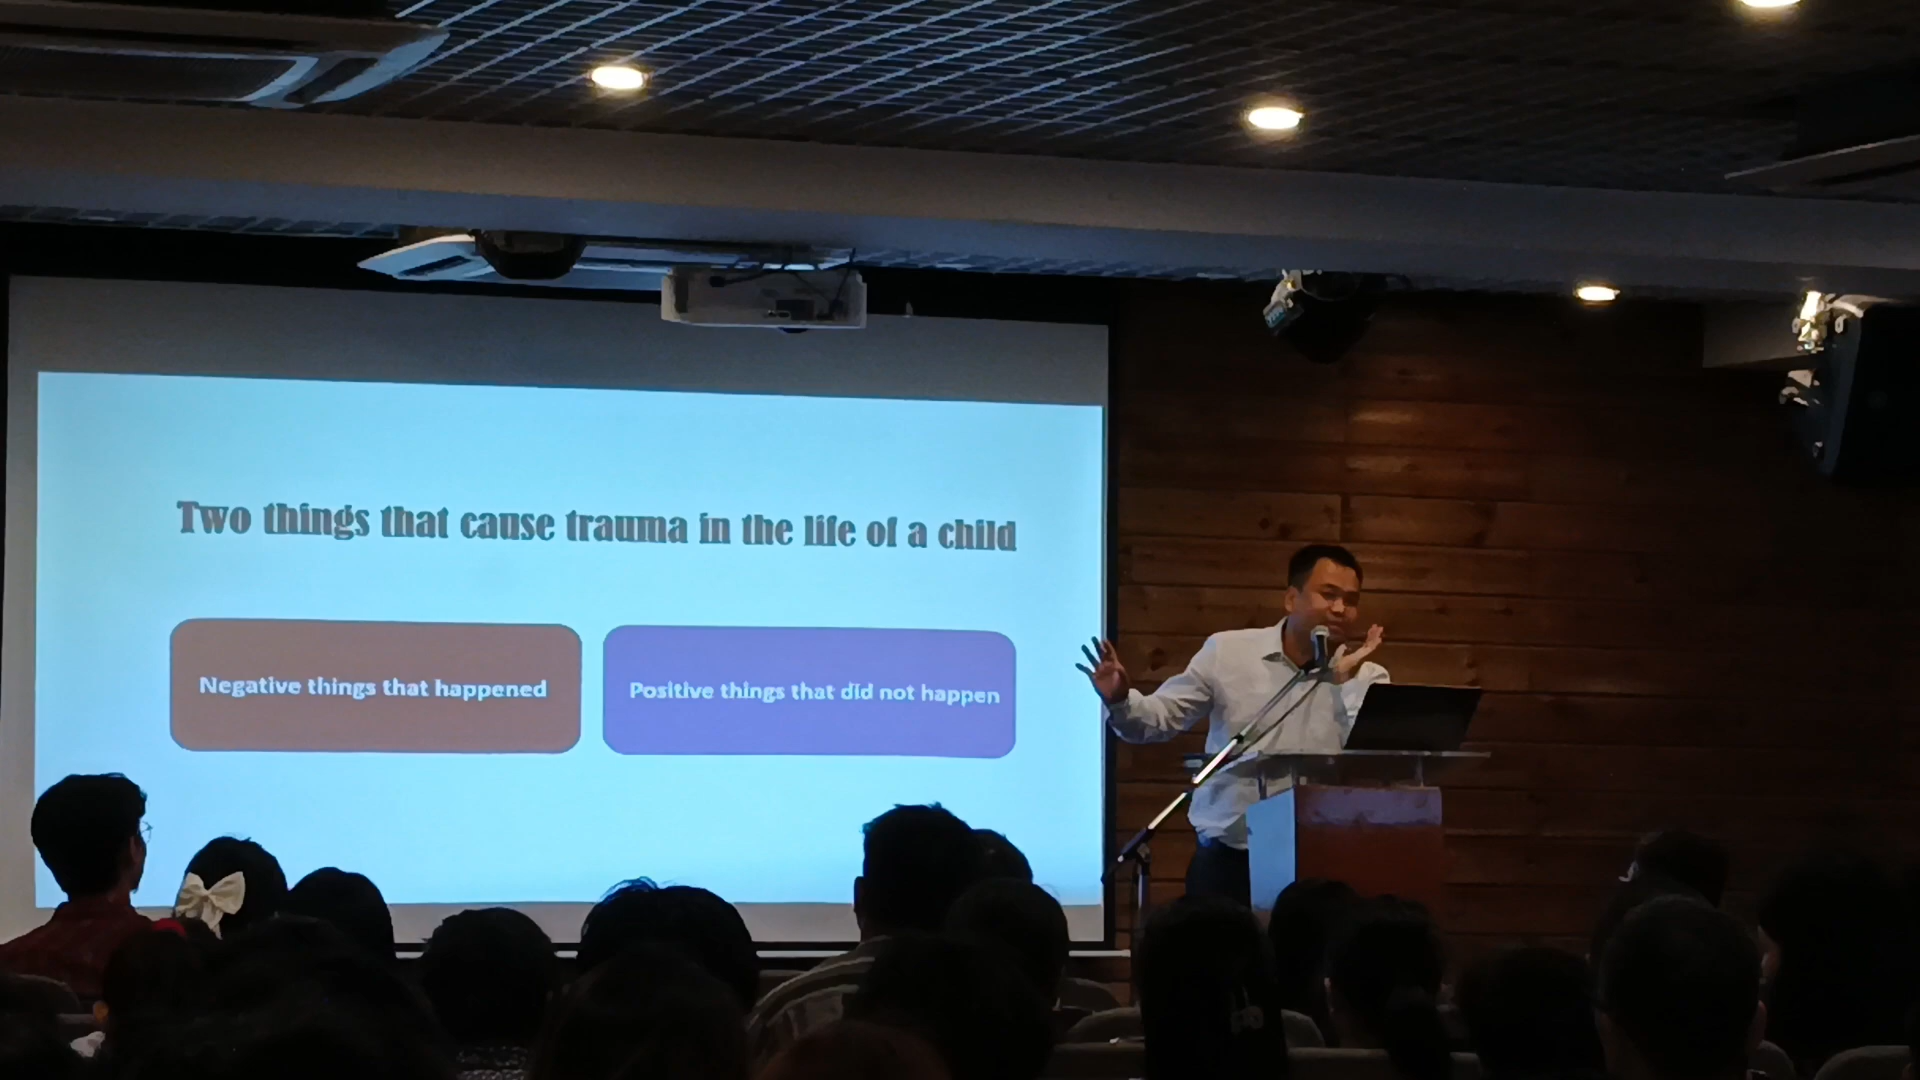 Two things that cause trauma in the life of a child
Negative things that happened
Positive things that did not happen